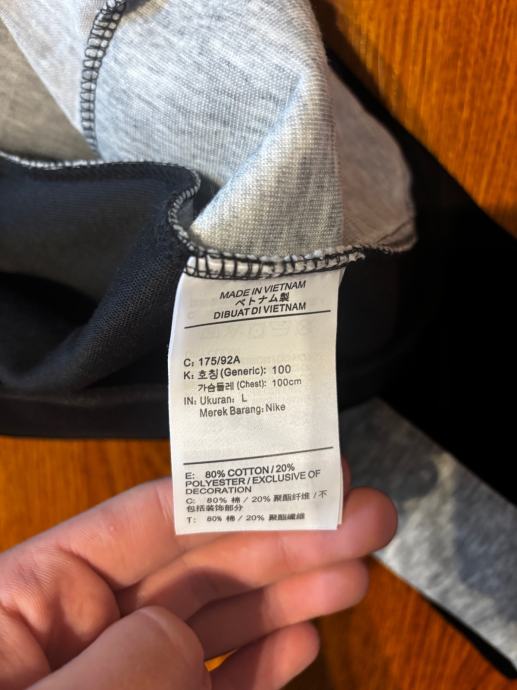 MADE IN VIETNAM
ベトナム製
DIBUAT DI VIETNAM
C: 175/92A
K: 호칭 (Generic): 100
가슴둘레 (Chest): 100cm
IN: Ukuran: L
Merek Barang: Nike
E: 80% COTTON / 20%
POLYESTER / EXCLUSIVE OF
DECORATION
C: 80% 棉 / 20% 聚酯纤维 / 不
包括装饰部分
T: 80% 棉 / 20% 聚酯纖維